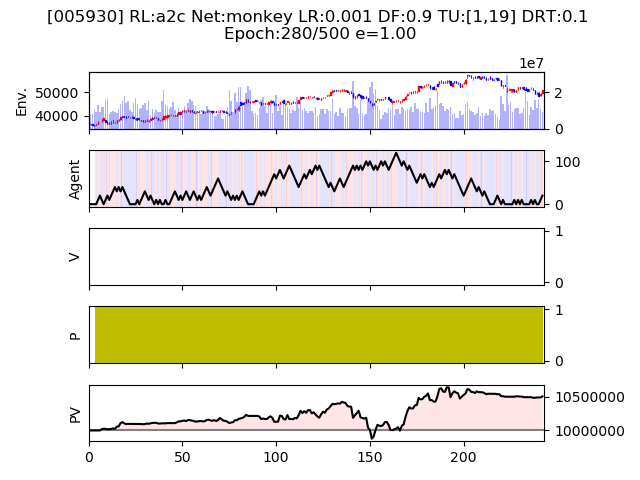 [005930] RL:a2c Net:monkey LR:0.001 DF:0.9 TU:[1,19] DRT:0.1
Epoch:280/500 e=1.00
1e7
Env.
50000
40000
2
0
Agent
100
0
V
1
0
P
1
0
PV
10500000
10000000
0 50 100 150 200